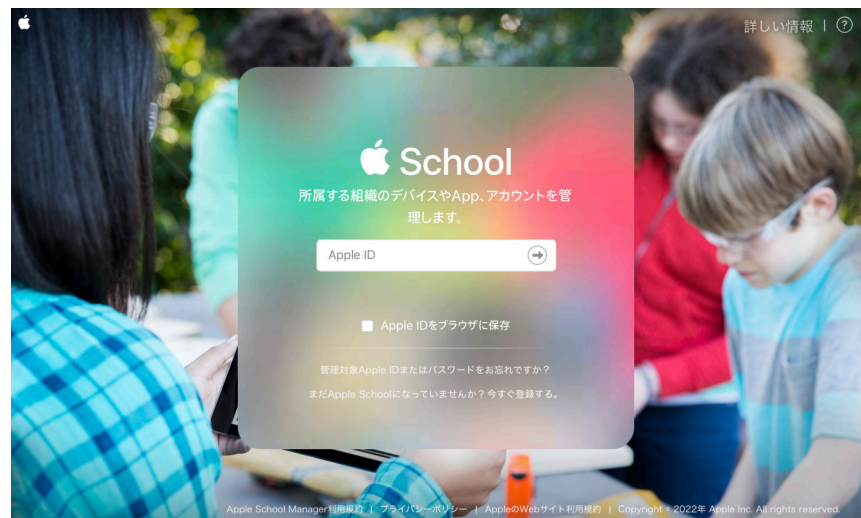 詳しい情報 | ?
School
所属する組織のデバイスやApp、アカウントを管
理します。
Apple ID
Apple IDをブラウザに保存
管理対象Apple IDまたはパスワードをお忘れですか?
まだApple Schoolになっていませんか?今すぐ登録する。
Apple School Manager利用規約 | プライバシーポリシー | AppleのWebサイト利用規約 | Copyright © 2022年 Apple Inc. All rights reserved.